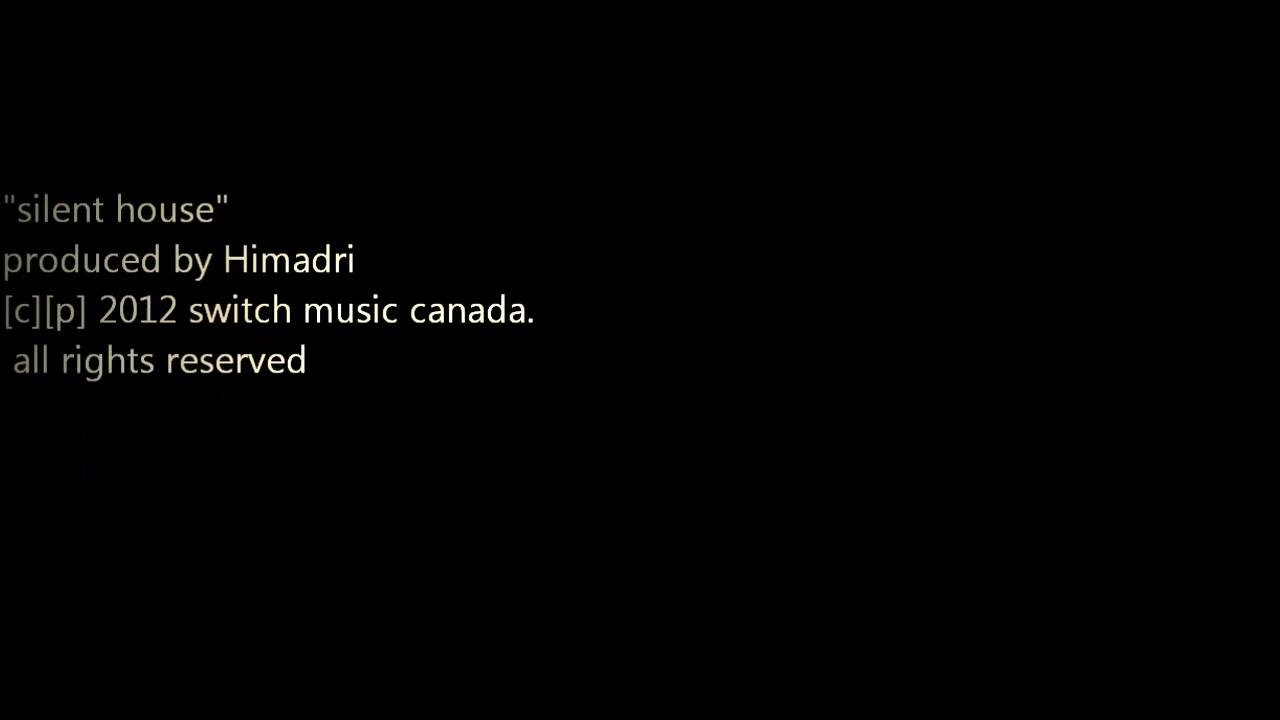 "silent house"
produced by Himadri
[c][p] 2012 switch music canada.
all rights reserved